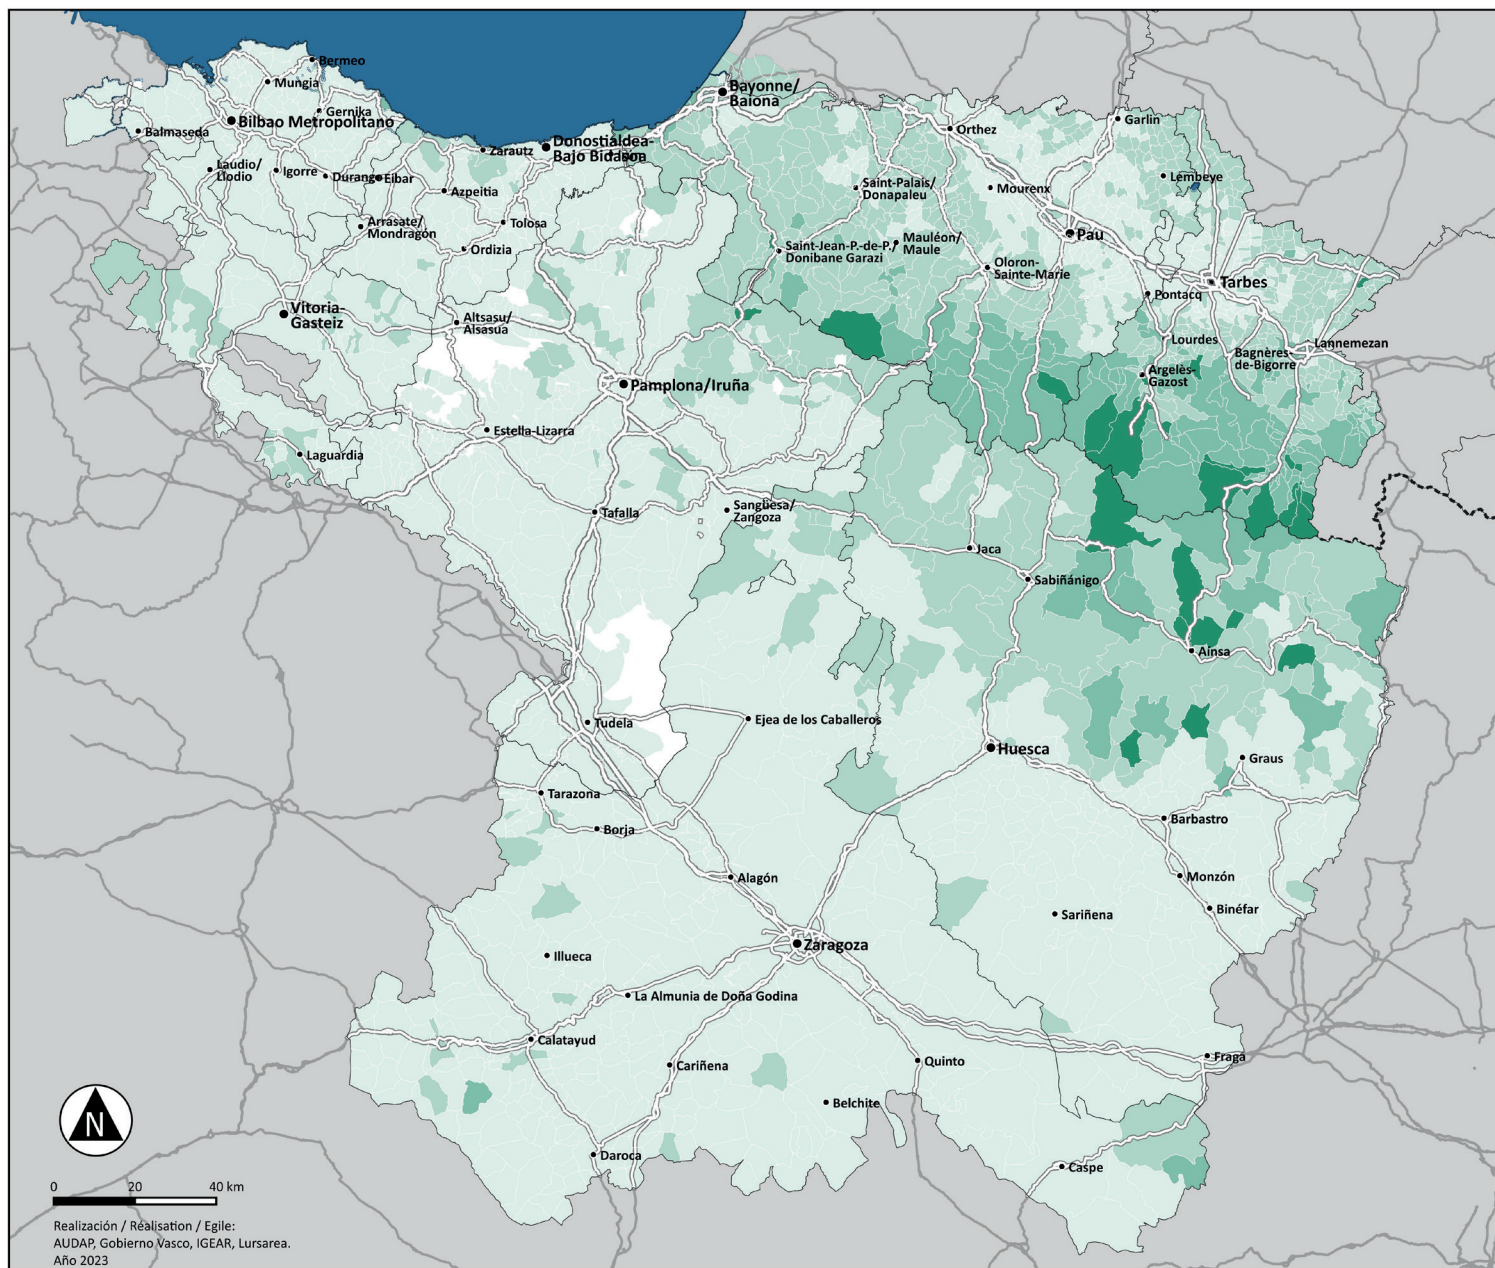 Bermeo
Mungia
Gernika
Bilbao Metropolitano
Balmaseda
Laudio/
Llodio
Igorre
Durango
Eibar
Zarautz
Azpeitia
Donostialdea-
Bajo Bidasoa
Bayonne/
Baiona
Arrasate/
Mondragón
Tolosa
Ordizia
Orthez
Garlin
Saint-Palais/
Donapaleu
Mourenx
Lembeye
Saint-Jean-P.-de-P./
Donibane Garazi
Mauléon/
Maule
Pau
Oloron-
Sainte-Marie
Tarbes
Pontacq
Vitoria-
Gasteiz
Altsasu/
Alsasua
Lourdes
Bagnères-
de-Bigorre
Lannemezan
Argelès-
Gazost
Pamplona/Iruña
Estella-Lizarra
Laguardia
Tafalla
Sangüesa/
Zangoza
Jaca
Sabiñánigo
Ainsa
Tudela
Ejea de los Caballeros
Huesca
Graus
Tarazona
Borja
Barbastro
Alagón
Monzón
Binéfar
Sariñena
Zaragoza
Illueca
La Almunia de Doña Godina
Calatayud
Cariñena
Quinto
Fraga
Belchite
Daroca
Caspe
N
0 20 40 km
Realización / Réalisation / Egile:
AUDAP, Gobierno Vasco, IGEAR, Lursarea.
Año 2023